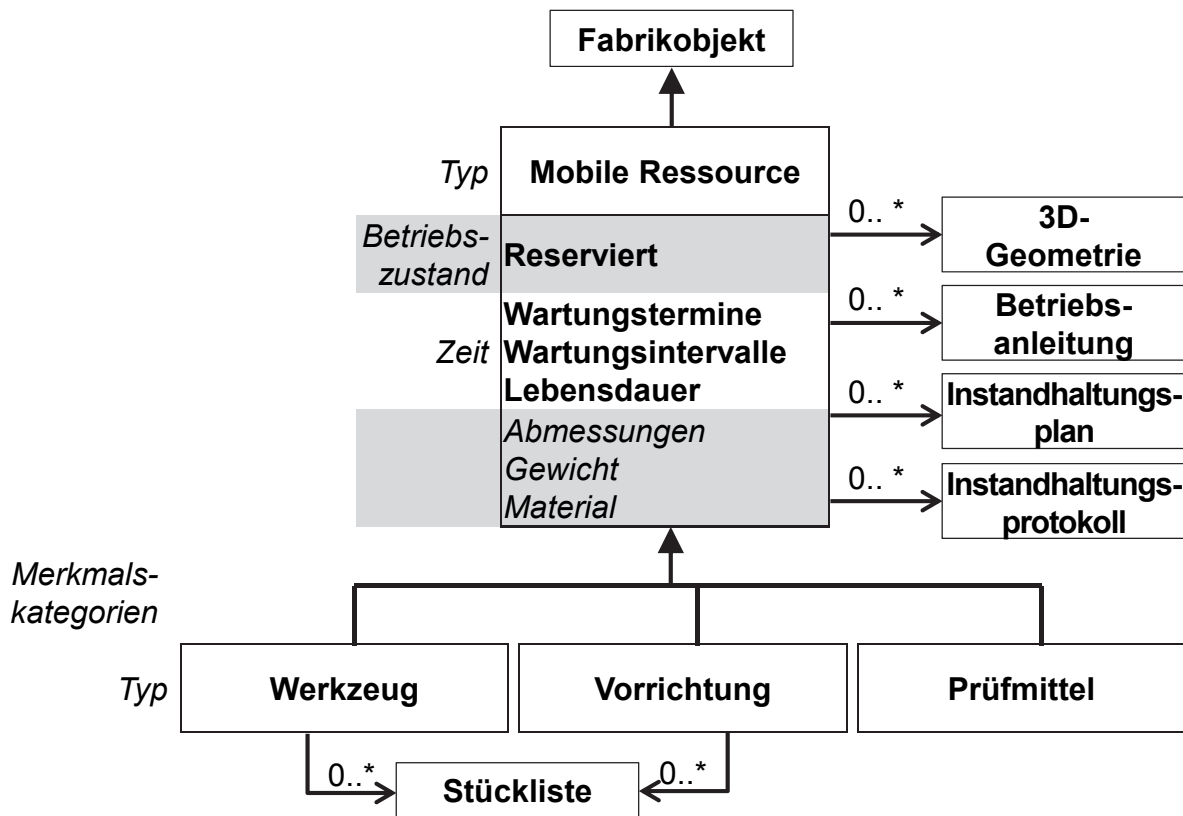 Fabrikobjekt
Typ
Mobile Ressource
0.. *
3D-
Geometrie
Betriebs-
zustand
Reserviert
0.. *
Betriebs-
anleitung
Wartungstermine
Zeit
Wartungsintervalle
Lebensdauer
0.. *
Instandhaltungs-
plan
Abmessungen
Gewicht
Material
0.. *
Instandhaltungs-
protokoll
Merkmals-
kategorien
Typ
Werkzeug
Vorrichtung
Prüfmittel
0..*
Stückliste
0..*